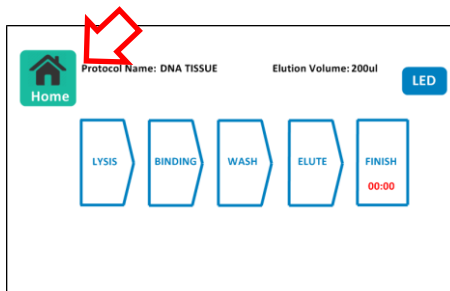 Protocol Name: DNA TISSUE
Elution Volume: 200ul
Home
LED
LYSIS
BINDING
WASH
ELUTE
FINISH
00:00